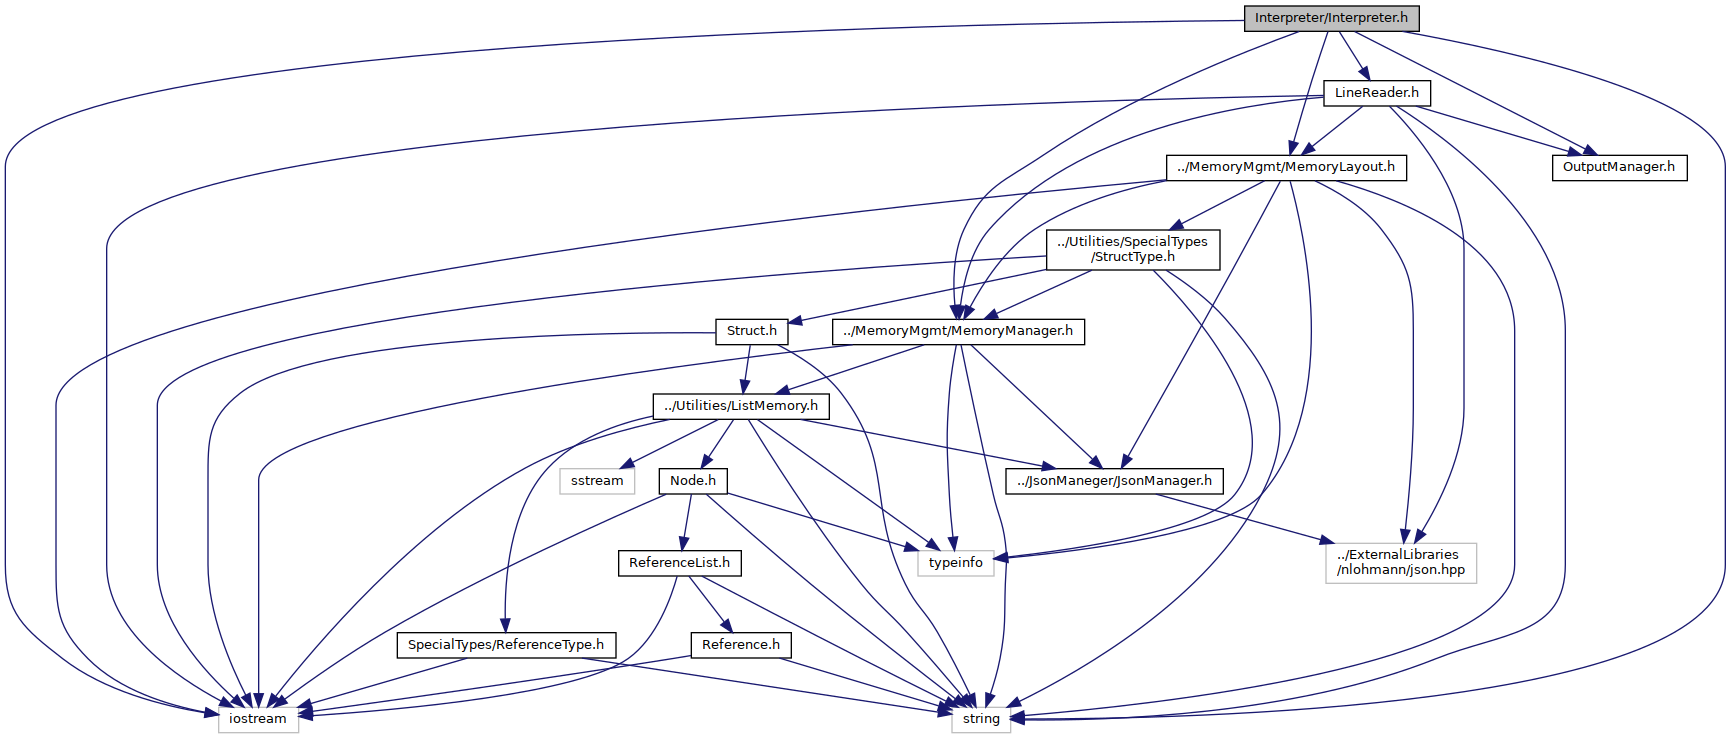 Interpreter/Interpreter.h
LineReader.h
../MemoryMgmt/MemoryLayout.h
OutputManager.h
../Utilities/SpecialTypes
/StructType.h
Struct.h
../MemoryMgmt/MemoryManager.h
../Utilities/ListMemory.h
sstream
Node.h
../JsonManeger/JsonManager.h
ReferenceList.h
typeinfo
../ExternalLibraries
/nlohmann/json.hpp
SpecialTypes/ReferenceType.h
Reference.h
iostream
string